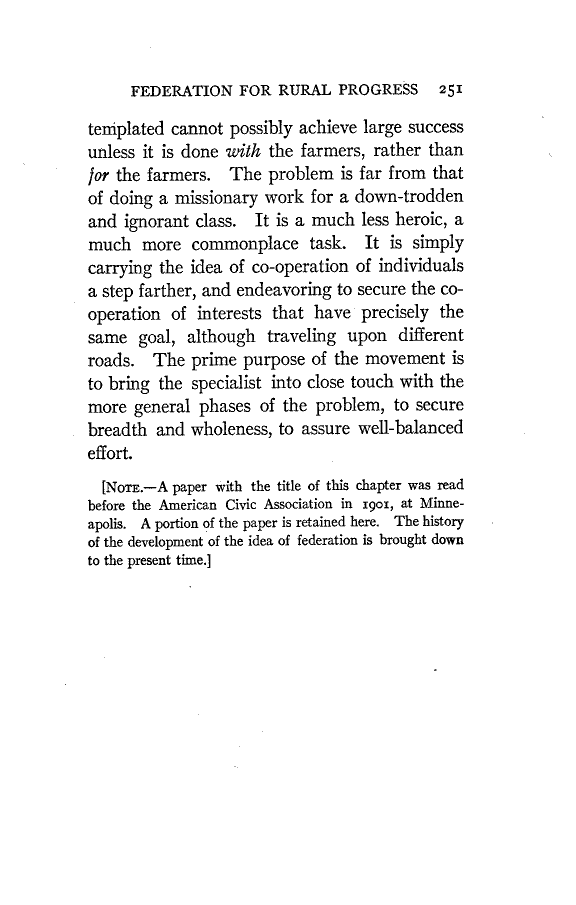 FEDERATION FOR RURAL PROGRESS 251
templated cannot possibly achieve large success
unless it is done with the farmers, rather than
for the farmers. The problem is far from that
of doing a missionary work for a down-trodden
and ignorant class. It is a much less heroic, a
much more commonplace task. It is simply
carrying the idea of co-operation of individuals
a step farther, and endeavoring to secure the co-
operation of interests that have precisely the
same goal, although traveling upon different
roads. The prime purpose of the movement is
to bring the specialist into close touch with the
more general phases of the problem, to secure
breadth and wholeness, to assure well-balanced
effort.
[NOTE.—A paper with the title of this chapter was read
before the American Civic Association in 1901, at Minne-
apolis. A portion of the paper is retained here. The history
of the development of the idea of federation is brought down
to the present time.]